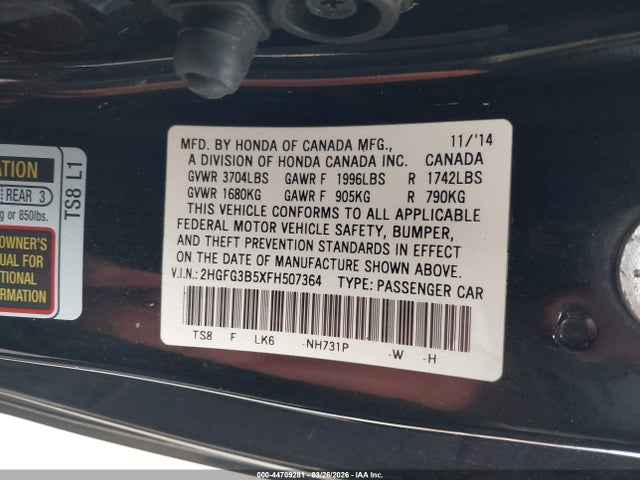 MFD. BY HONDA OF CANADA MFG., 11/'14
A DIVISION OF HONDA CANADA INC. CANADA
GVWR 3704LBS GAWR F 1996LBS R 1742LBS
GVWR 1680KG GAWR F 905KG R 790KG
THIS VEHICLE CONFORMS TO ALL APPLICABLE
FEDERAL MOTOR VEHICLE SAFETY, BUMPER,
AND THEFT PREVENTION STANDARDS IN EFFECT
ON THE DATE OF MANUFACTURE SHOWN ABOVE.
V.I.N.: 2HGFG3B5XFH507364 TYPE: PASSENGER CAR
TS8 F LK6 -NH731P -W -H
REAR 3
or 850lbs.
OWNER'S
UAL FOR
TIONAL
RMATION
TS8 L1
000-44709281 - 03/26/2026 - IAA Inc.